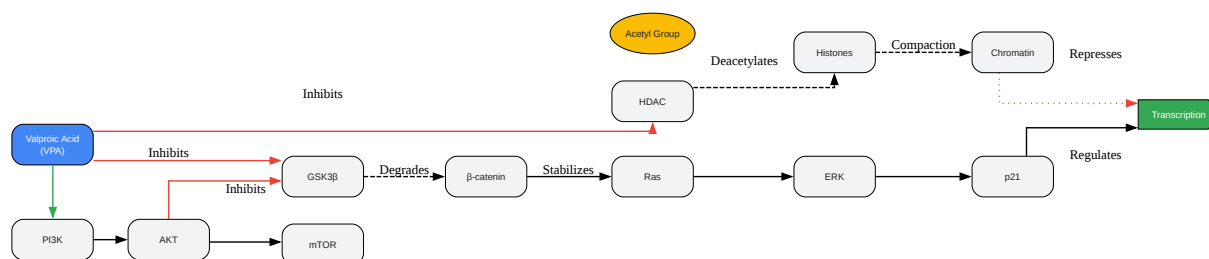 Acetyl Group
Histones
Compaction
Chromatin
Represses
Deacetylates
Inhibits
HDAC
Transcription
Valproic Acid
(VPA)
Inhibits
GSK3β
Degrades
β-catenin
Stabilizes
Ras
ERK
p21
Regulates
Inhibits
PI3K
AKT
mTOR